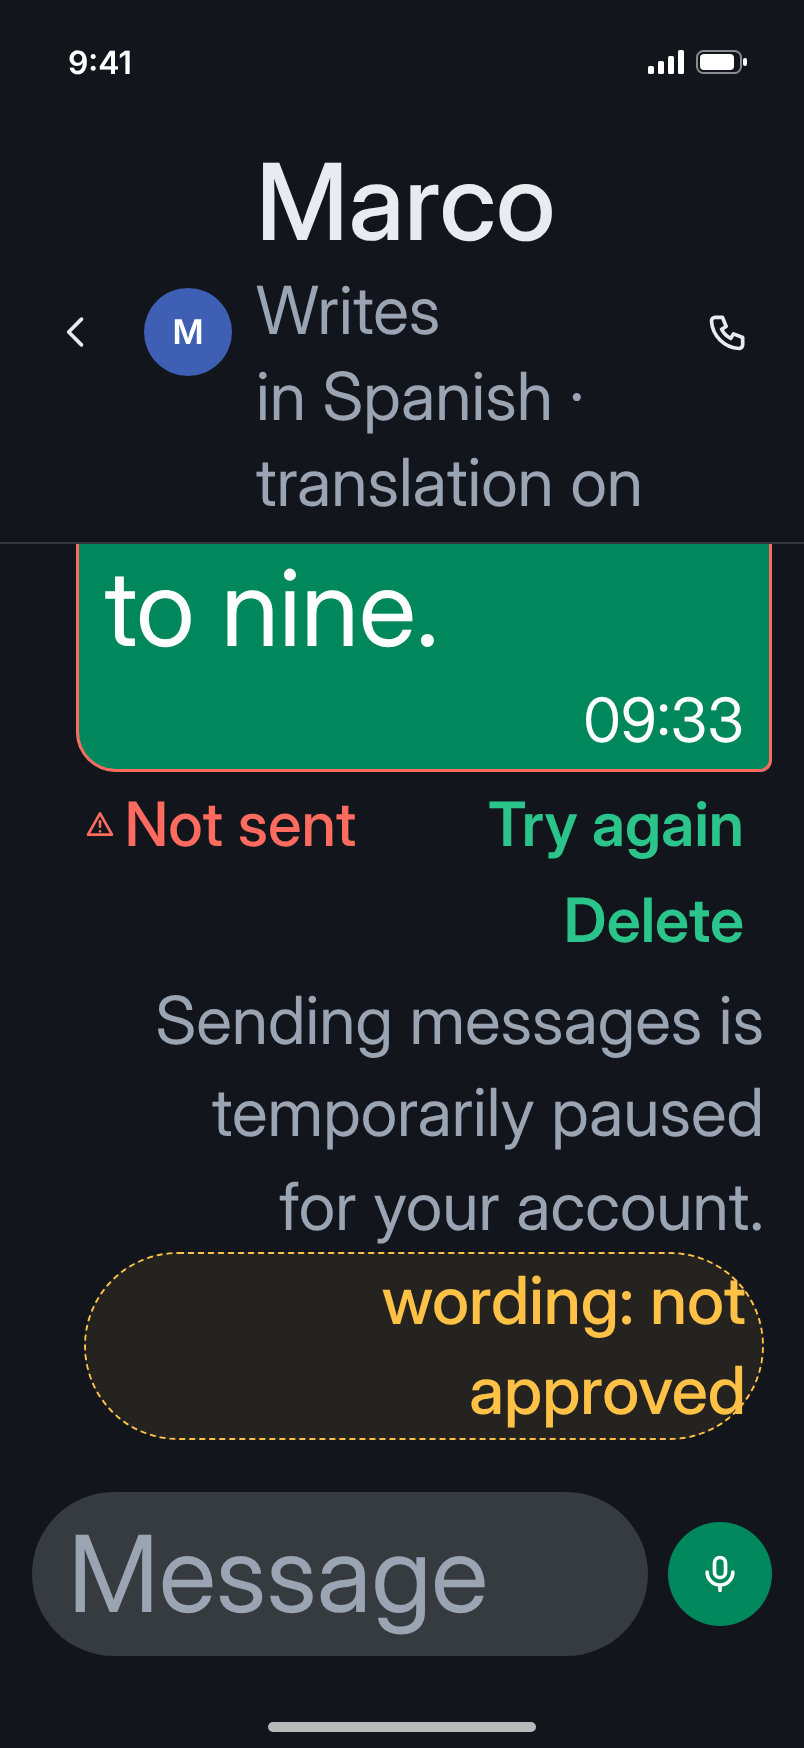 9:41
Marco
M
Writes
in Spanish ·
translation on
to nine.
09:33
Not sent
Try again
Delete
Sending messages is
temporarily paused
for your account.
wording: not
approved
Message